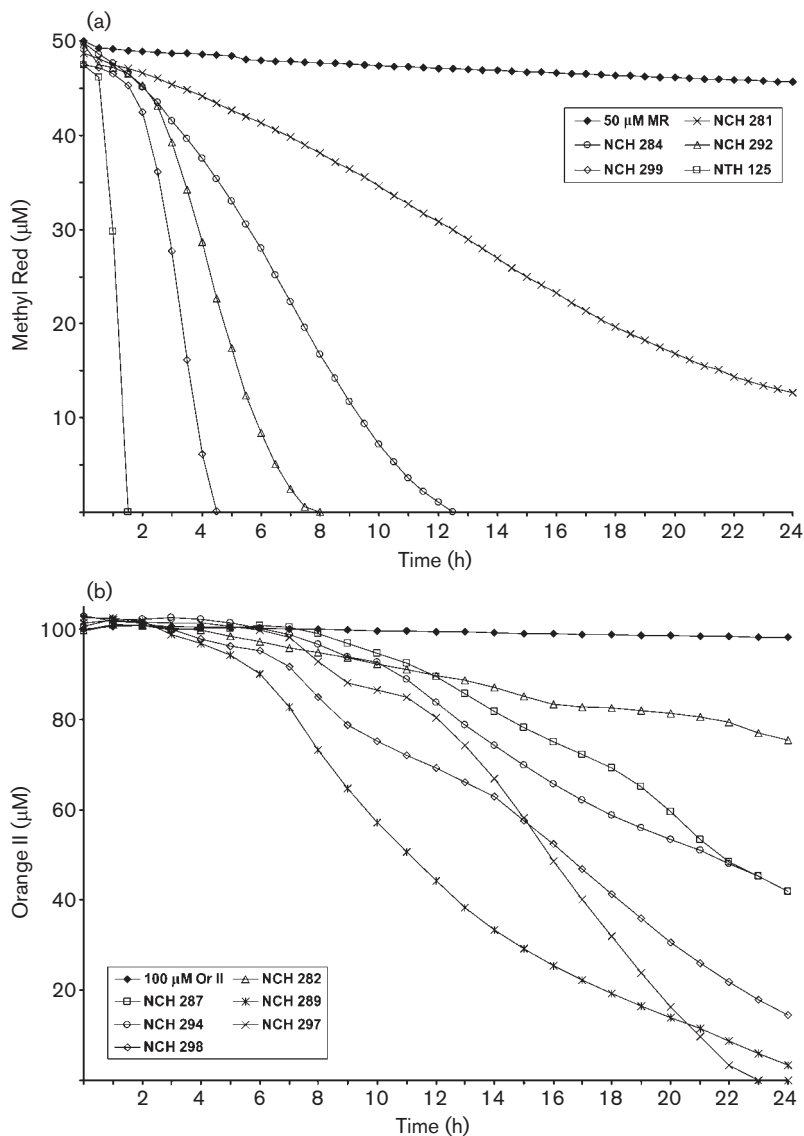 (a)
50
40
30
20
10
Methyl Red (μM)
50 μM MR
NCH 281
NCH 284
NCH 292
NCH 299
NTH 125
2 4 6 8 10 12 14 16 18 20 22 24
Time (h)
(b)
100
80
60
40
20
Orange II (μM)
100 μM Or II
NCH 282
NCH 287
NCH 289
NCH 294
NCH 297
NCH 298
2 4 6 8 10 12 14 16 18 20 22 24
Time (h)